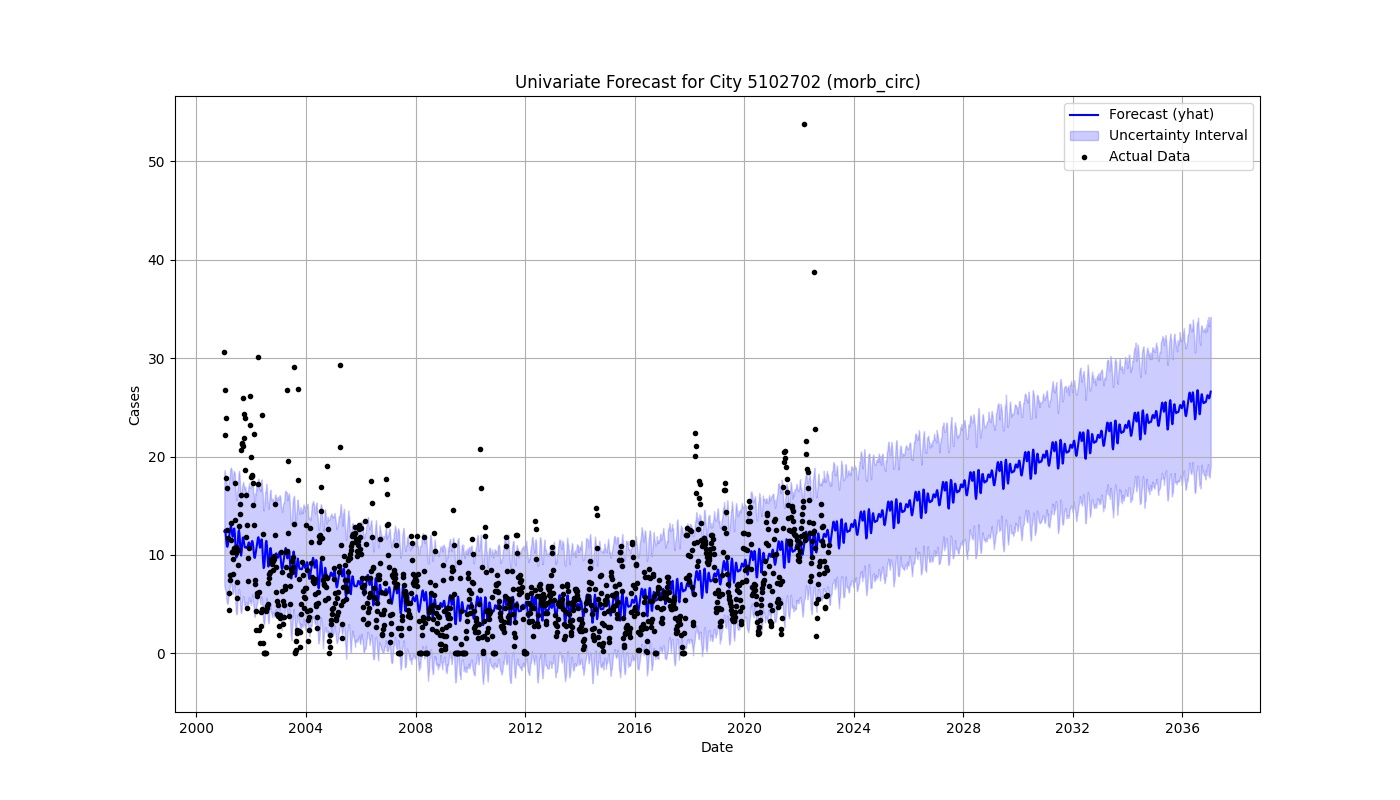 Univariate Forecast for City 5102702 (morb_circ)
Forecast (yhat)
Uncertainty Interval
Actual Data
Cases
50
40
30
20
10
0
2000 2004 2008 2012 2016 2020 2024 2028 2032 2036
Date